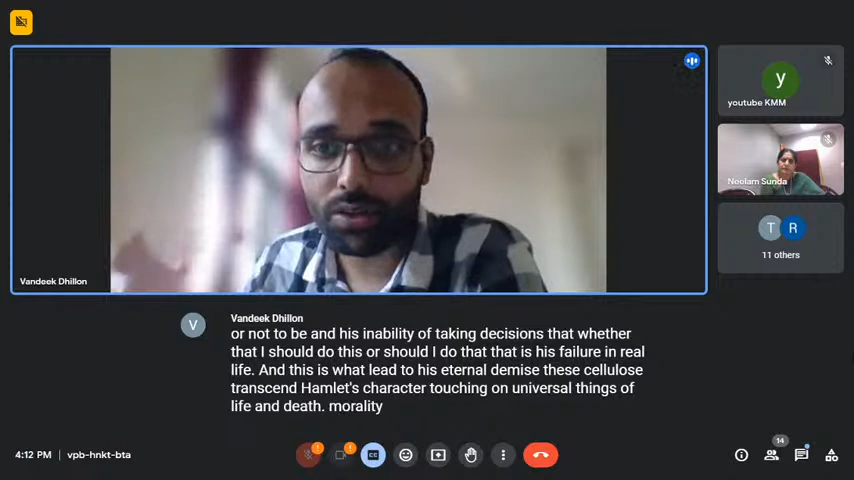 y
youtube KMM
Neelam Sunda
T R
11 others
Vandeek Dhillon
V
Vandeek Dhillon
or not to be and his inability of taking decisions that whether
that I should do this or should I do that that is his failure in real
life. And this is what lead to his eternal demise these cellulose
transcend Hamlet's character touching on universal things of
life and death. morality
4:12 PM | vpb-hnkt-bta
CC
14